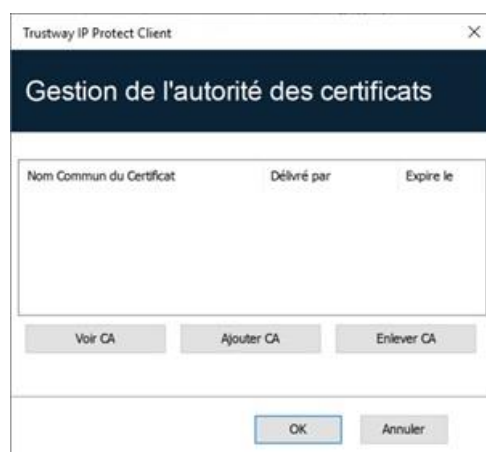 Trustway IP Protect Client
Gestion de l'autorité des certificats
Nom Commun du Certificat Délivré par Expire le
Voir CA Ajouter CA Enlever CA
OK Annuler